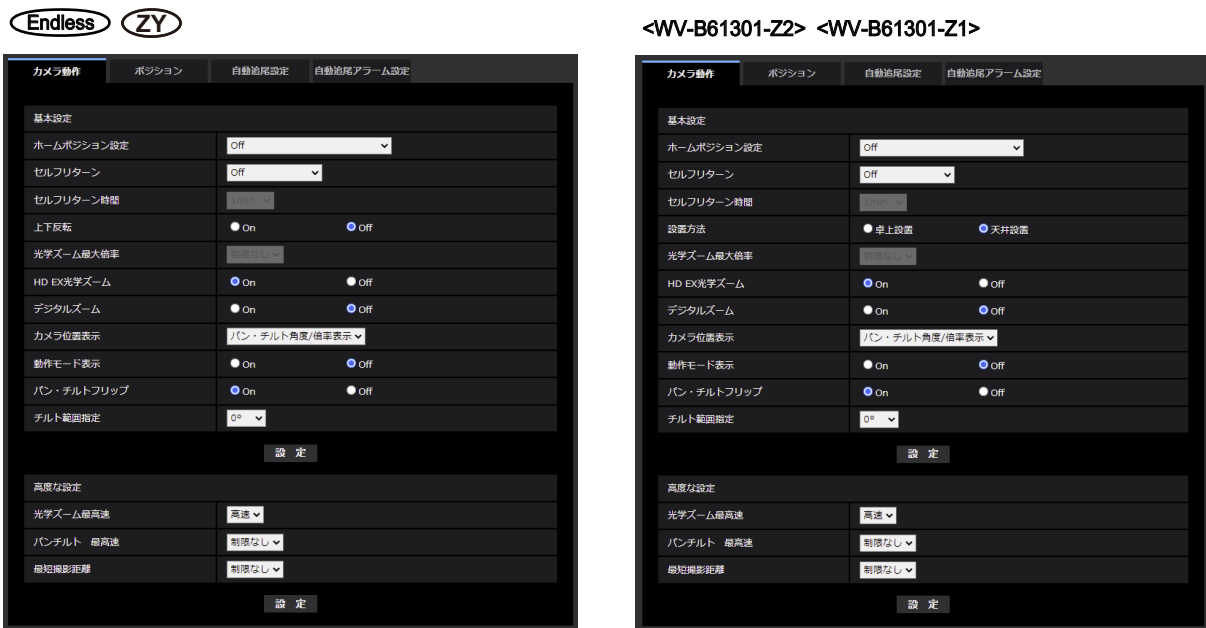 Endless ZY
カメラ動作 ポジション 自動追尾設定 自動追尾アラーム設定
基本設定
ホームポジション設定 Off
セルフリターン Off
セルフリターン時間 1min
上下反転 On Off
光学ズーム最大倍率 制限なし
HD EX光学ズーム On Off
デジタルズーム On Off
カメラ位置表示 パン・チルト角度/倍率表示
動作モード表示 On Off
パン・チルトフリップ On Off
チルト範囲指定 0°
設 定
高度な設定
光学ズーム最高速 高速
パンチルト 最高速 制限なし
最短撮影距離 制限なし
設 定
<WV-B61301-Z2> <WV-B61301-Z1>
カメラ動作 ポジション 自動追尾設定 自動追尾アラーム設定
基本設定
ホームポジション設定 Off
セルフリターン Off
セルフリターン時間 1min
設置方法 卓上設置 天井設置
光学ズーム最大倍率 制限なし
HD EX光学ズーム On Off
デジタルズーム On Off
カメラ位置表示 パン・チルト角度/倍率表示
動作モード表示 On Off
パン・チルトフリップ On Off
チルト範囲指定 0°
設 定
高度な設定
光学ズーム最高速 高速
パンチルト 最高速 制限なし
最短撮影距離 制限なし
設 定